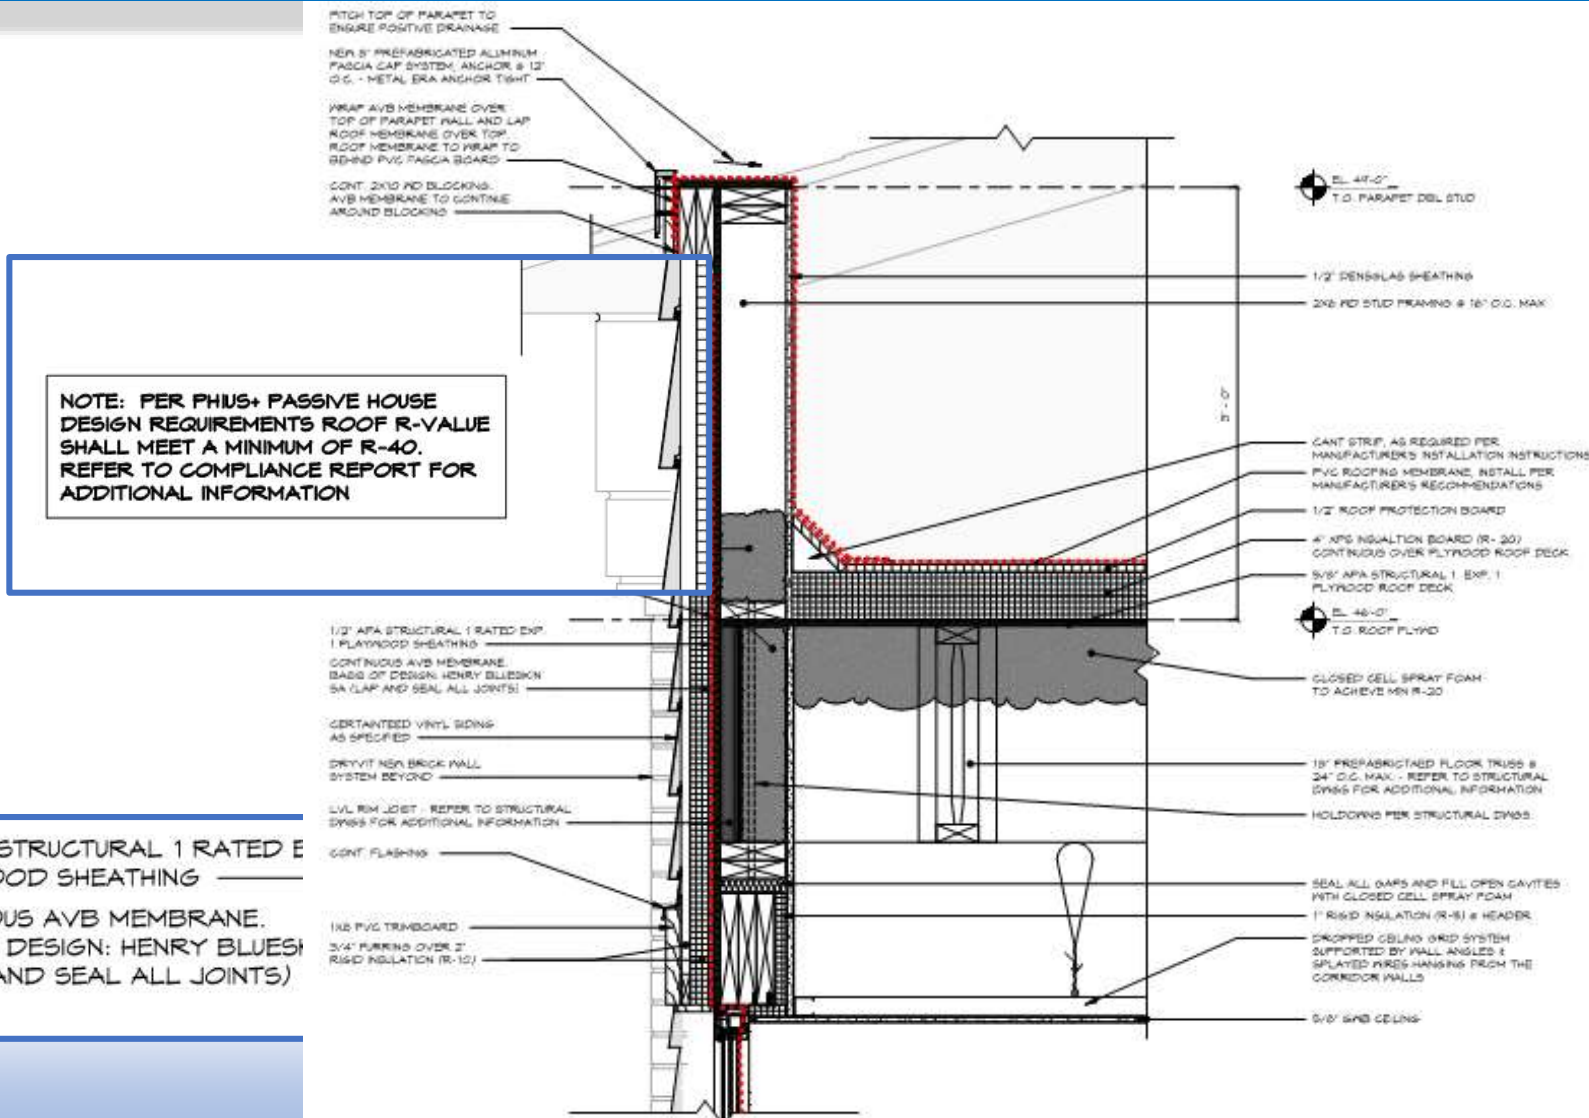 PITCH TOP OF PARAPET TO
ENSURE POSITIVE DRAINAGE
NEW 8" PREFABRICATED ALUMINUM
FASCIA CAP SYSTEM, ANCHOR @ 12"
O.C. - METAL ERA ANCHOR TIGHT
WRAP AVB MEMBRANE OVER
TOP OF PARAPET WALL AND LAP
ROOF MEMBRANE OVER TOP.
ROOF MEMBRANE TO WRAP TO
BEHIND PVC FASCIA BOARD
CONT. 2X10 WD BLOCKING.
AVB MEMBRANE TO CONTINUE
AROUND BLOCKING
NOTE: PER PHIUS+ PASSIVE HOUSE
DESIGN REQUIREMENTS ROOF R-VALUE
SHALL MEET A MINIMUM OF R-40.
REFER TO COMPLIANCE REPORT FOR
ADDITIONAL INFORMATION
1/2" APA STRUCTURAL 1 RATED EXP.
1 PLAYWOOD SHEATHING
CONTINUOUS AVB MEMBRANE.
BASIS OF DESIGN: HENRY BLUESKIN
SA (LAP AND SEAL ALL JOINTS)
CERTAINTEED VINYL SIDING
AS SPECIFIED
DRYVIT NEW BRICK WALL
SYSTEM BEYOND
LVL RIM JOIST - REFER TO STRUCTURAL
DWGS FOR ADDITIONAL INFORMATION
CONT. FLASHING
1X8 PVC TRIMBOARD
3/4" FURRING OVER 2"
RIGID INSULATION (R-10)
STRUCTURAL 1 RATED E
OOD SHEATHING
OUS AVB MEMBRANE.
DESIGN: HENRY BLUESK
AND SEAL ALL JOINTS)
EL. 49'-0"
T.O. PARAPET DBL STUD
1/2" DENSGLAS SHEATHING
2X6 WD STUD FRAMING @ 16" O.C. MAX
3'-0"
CANT STRIP, AS REQUIRED PER
MANUFACTURER'S INSTALLATION INSTRUCTIONS
PVC ROOFING MEMBRANE, INSTALL PER
MANUFACTURER'S RECOMMENDATIONS
1/2" ROOF PROTECTION BOARD
4" XPS INSUALTION BOARD (R-20)
CONTINUOUS OVER PLYWOOD ROOF DECK
5/8" APA STRUCTURAL 1, EXP. 1
PLYWOOD ROOF DECK
EL. 46'-0"
T.O. ROOF PLYWD
CLOSED CELL SPRAY FOAM
TO ACHIEVE MIN R-20
18" PREFABRICTAED FLOOR TRUSS @
24" O.C. MAX. - REFER TO STRUCTURAL
DWGS FOR ADDITIONAL INFORMATION
HOLDOWNS PER STRUCTURAL DWGS.
SEAL ALL GAPS AND FILL OPEN CAVITIES
WITH CLOSED CELL SPRAY FOAM
1" RIGID INSULATION (R-5) @ HEADER
DROPPED CEILING GRID SYSTEM
SUPPORTED BY WALL ANGLES &
SPLAYED WIRES HANGING FROM THE
CORRIDOR WALLS
5/8" GWB CEILING